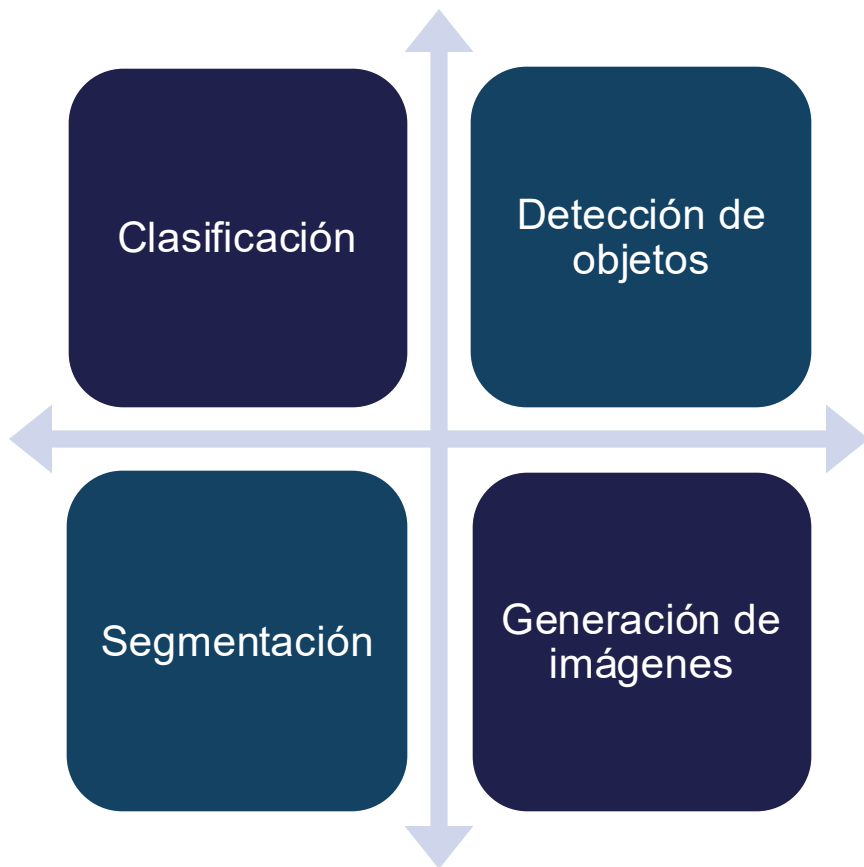 Clasificación
Detección de
objetos
Segmentación
Generación de
imágenes